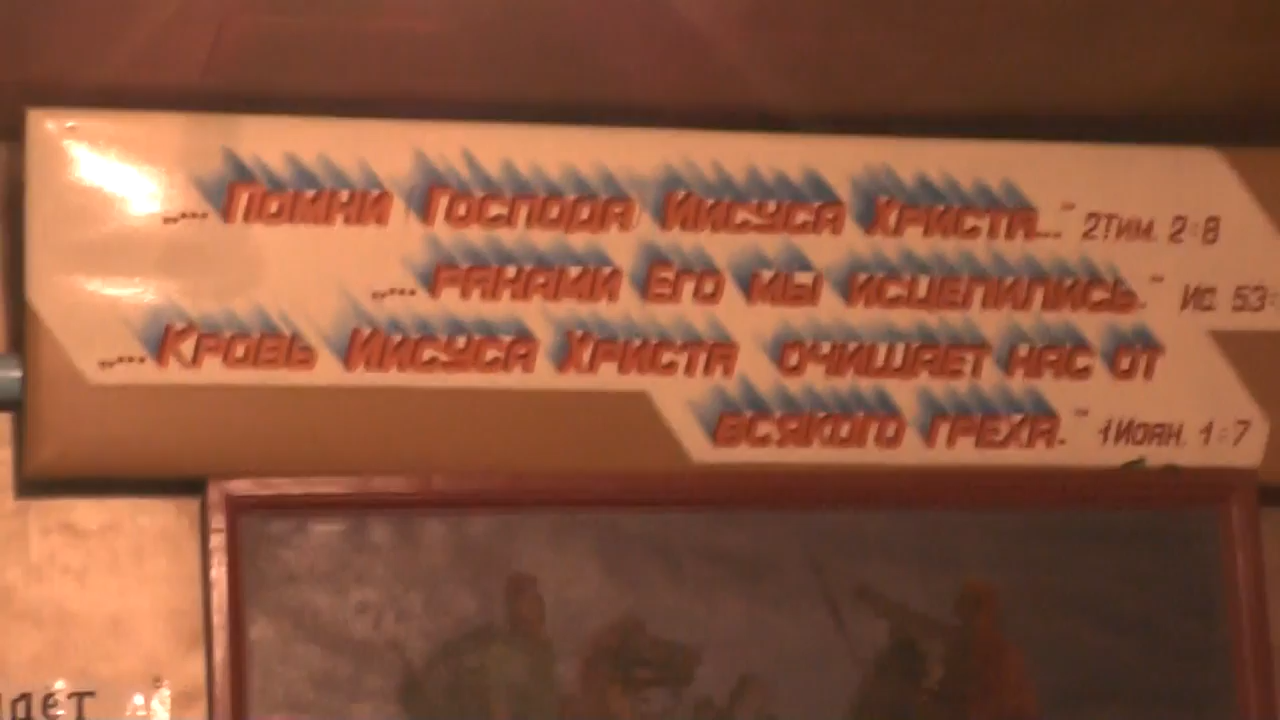 „... Помни Господа Иисуса Христа..." 2Тим. 2:8
„... ранами Его мы исцелились." Ис. 53:
„... Кровь Иисуса Христа очищает нас от
всякого греха." 1Иоан. 1:7